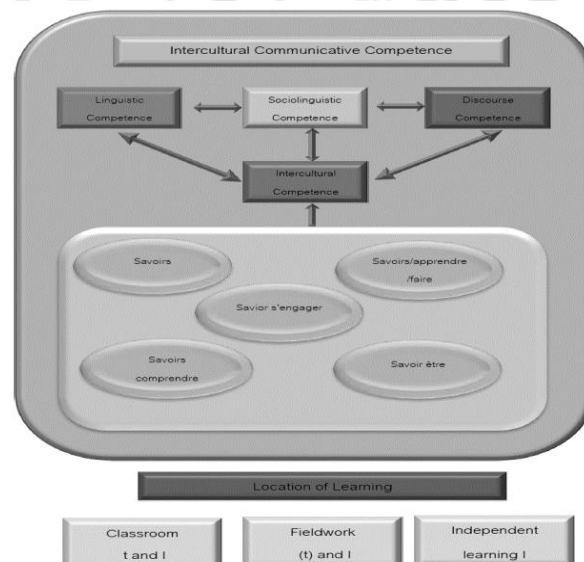 Intercultural Communicative Competence
Linguistic
Competence
Sociolinguistic
Competence
Discourse
Competence
Intercultural
Competence
Savoirs
Savoirs/apprendre
/faire
Savior s'engager
Savoirs
comprendre
Savoir être
Location of Learning
Classroom
t and l
Fieldwork
(t) and l
Independent
learning l